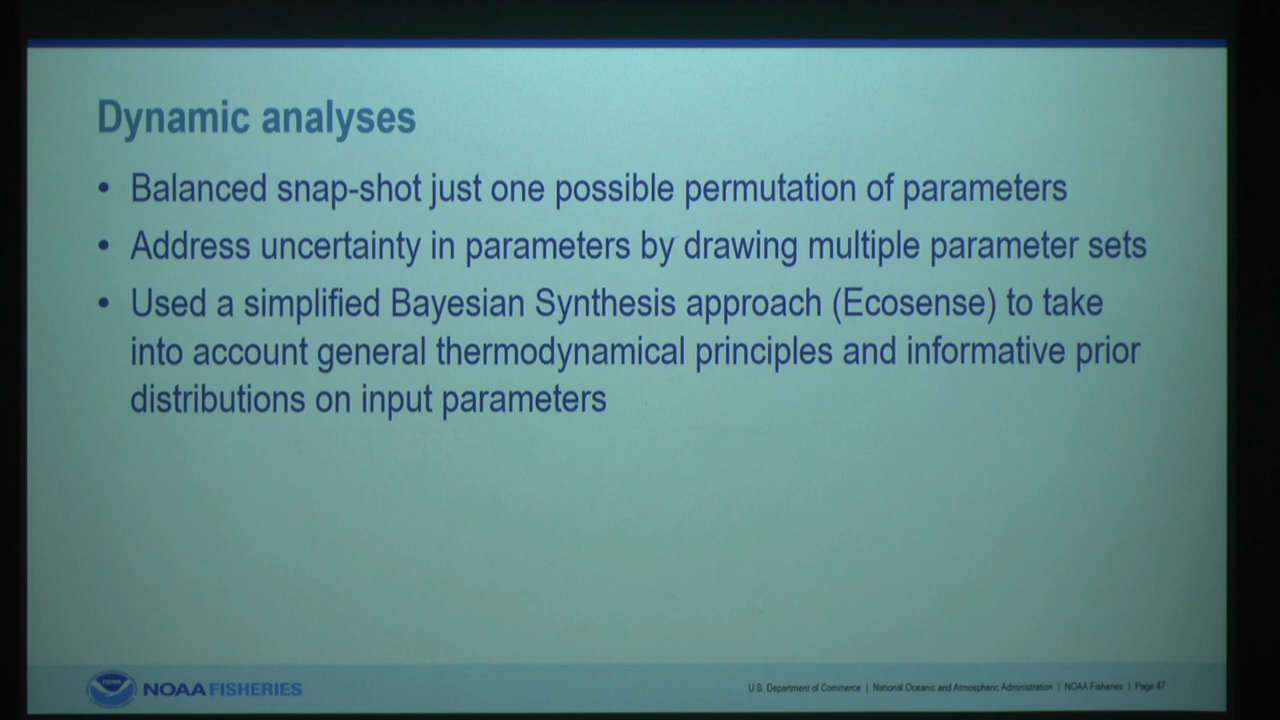 Dynamic analyses
• Balanced snap-shot just one possible permutation of parameters
• Address uncertainty in parameters by drawing multiple parameter sets
• Used a simplified Bayesian Synthesis approach (Ecosense) to take
into account general thermodynamical principles and informative prior
distributions on input parameters
NOAA FISHERIES
U.S. Department of Commerce | National Oceanic and Atmospheric Administration | NOAA Fisheries | Page 47